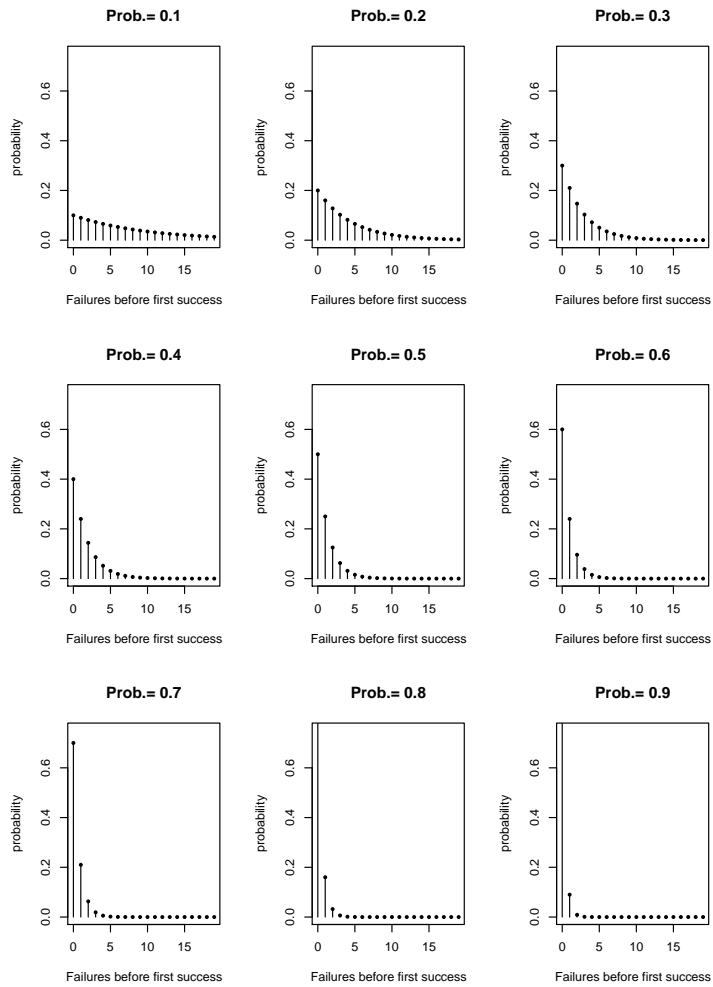 Prob.= 0.1
probability
0.0 0.2 0.4 0.6
0 5 10 15
Failures before first success
Prob.= 0.2
probability
0.0 0.2 0.4 0.6
0 5 10 15
Failures before first success
Prob.= 0.3
probability
0.0 0.2 0.4 0.6
0 5 10 15
Failures before first success
Prob.= 0.4
probability
0.0 0.2 0.4 0.6
0 5 10 15
Failures before first success
Prob.= 0.5
probability
0.0 0.2 0.4 0.6
0 5 10 15
Failures before first success
Prob.= 0.6
probability
0.0 0.2 0.4 0.6
0 5 10 15
Failures before first success
Prob.= 0.7
probability
0.0 0.2 0.4 0.6
0 5 10 15
Failures before first success
Prob.= 0.8
probability
0.0 0.2 0.4 0.6
0 5 10 15
Failures before first success
Prob.= 0.9
probability
0.0 0.2 0.4 0.6
0 5 10 15
Failures before first success